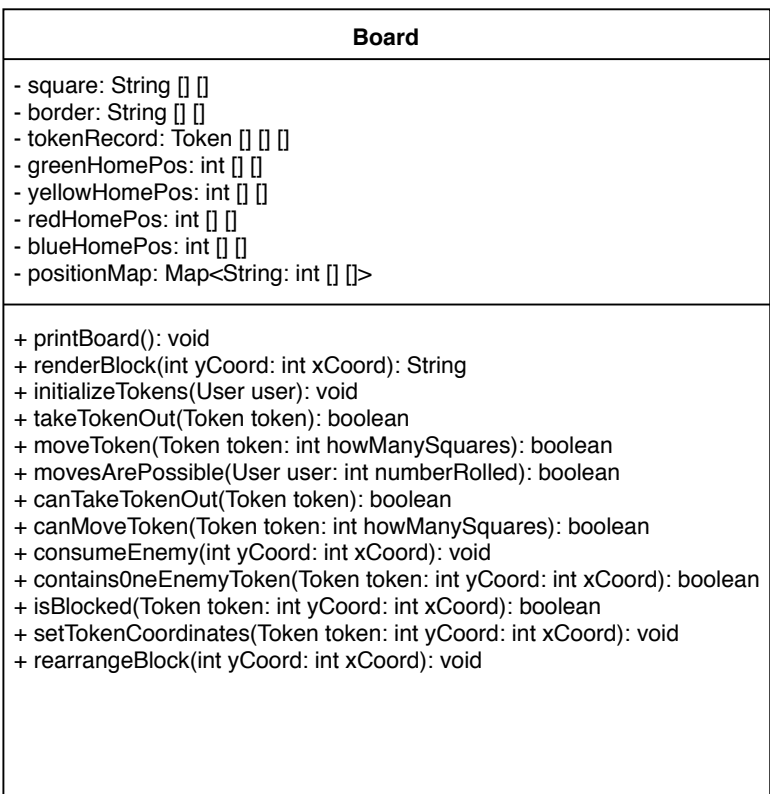 Board
- square: String [] []
- border: String [] []
- tokenRecord: Token [] [] []
- greenHomePos: int [] []
- yellowHomePos: int [] []
- redHomePos: int [] []
- blueHomePos: int [] []
- positionMap: Map<String: int [] []>
+ printBoard(): void
+ renderBlock(int yCoord: int xCoord): String
+ initializeTokens(User user): void
+ takeTokenOut(Token token): boolean
+ moveToken(Token token: int howManySquares): boolean
+ movesArePossible(User user: int numberRolled): boolean
+ canTakeTokenOut(Token token): boolean
+ canMoveToken(Token token: int howManySquares): boolean
+ consumeEnemy(int yCoord: int xCoord): void
+ contains0neEnemyToken(Token token: int yCoord: int xCoord): boolean
+ isBlocked(Token token: int yCoord: int xCoord): boolean
+ setTokenCoordinates(Token token: int yCoord: int xCoord): void
+ rearrangeBlock(int yCoord: int xCoord): void